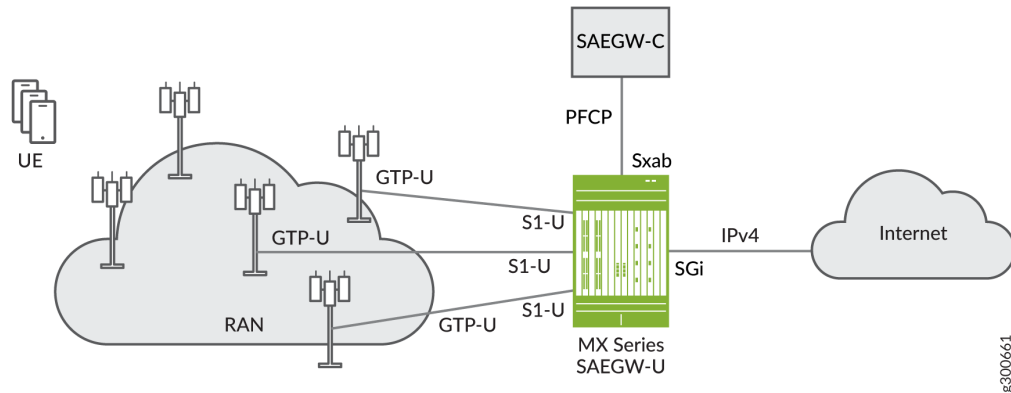 SAEGW-C
PFCP
UE
Sxab
GTP-U
S1-U
GTP-U
IPv4
Internet
S1-U
SGi
S1-U
RAN
GTP-U
MX Series
SAEGW-U
g300661